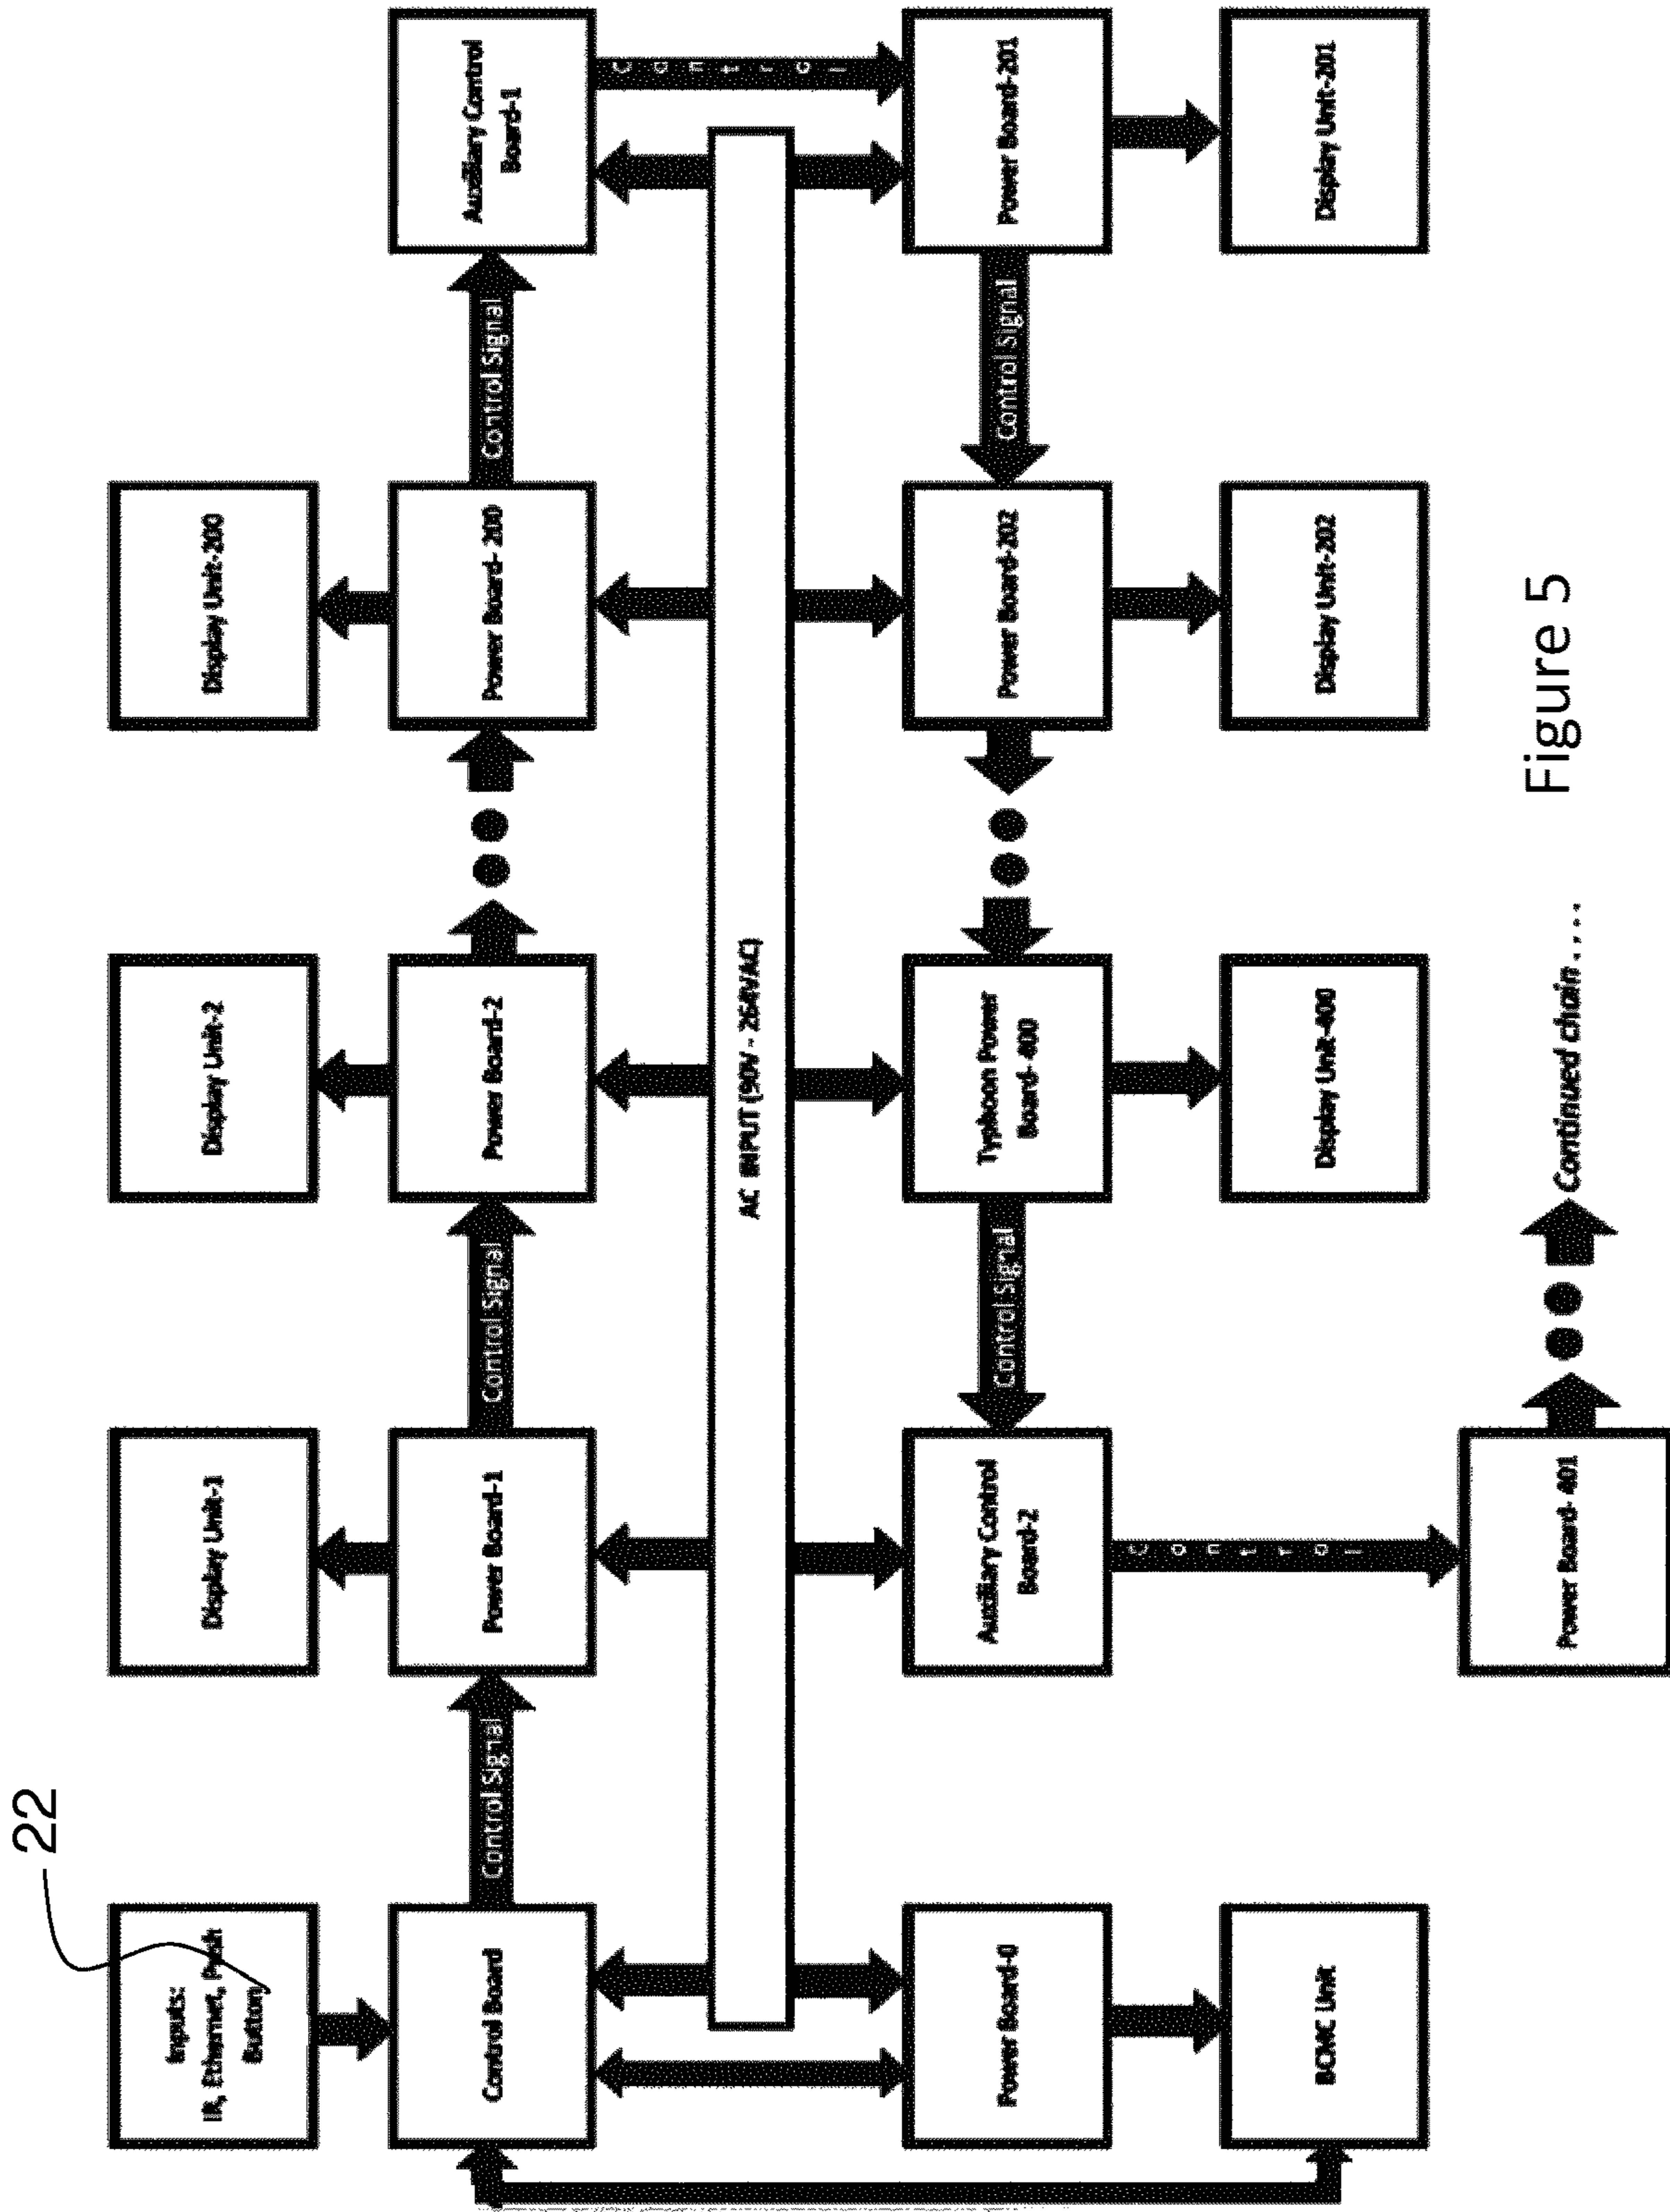 22
Inputs:
IR, Ethernet, Push
Button
Display Unit-1
Display Unit-2
Display Unit-200
Control Board
Control Signal
Power Board-1
Control Signal
Power Board-2
Power Board- 200
Control Signal
Auxiliary Control
Board-1
AC INPUT (90V - 264VAC)
Control
Power Board-0
Auxiliary Control
Board-2
Control Signal
Typhoon Power
Board- 400
Power Board-202
Control Signal
Power Board-201
BCMC Unit
Control
Display Unit-400
Display Unit-202
Display Unit-201
Power Board- 401
Continued chain . . . .
Figure 5